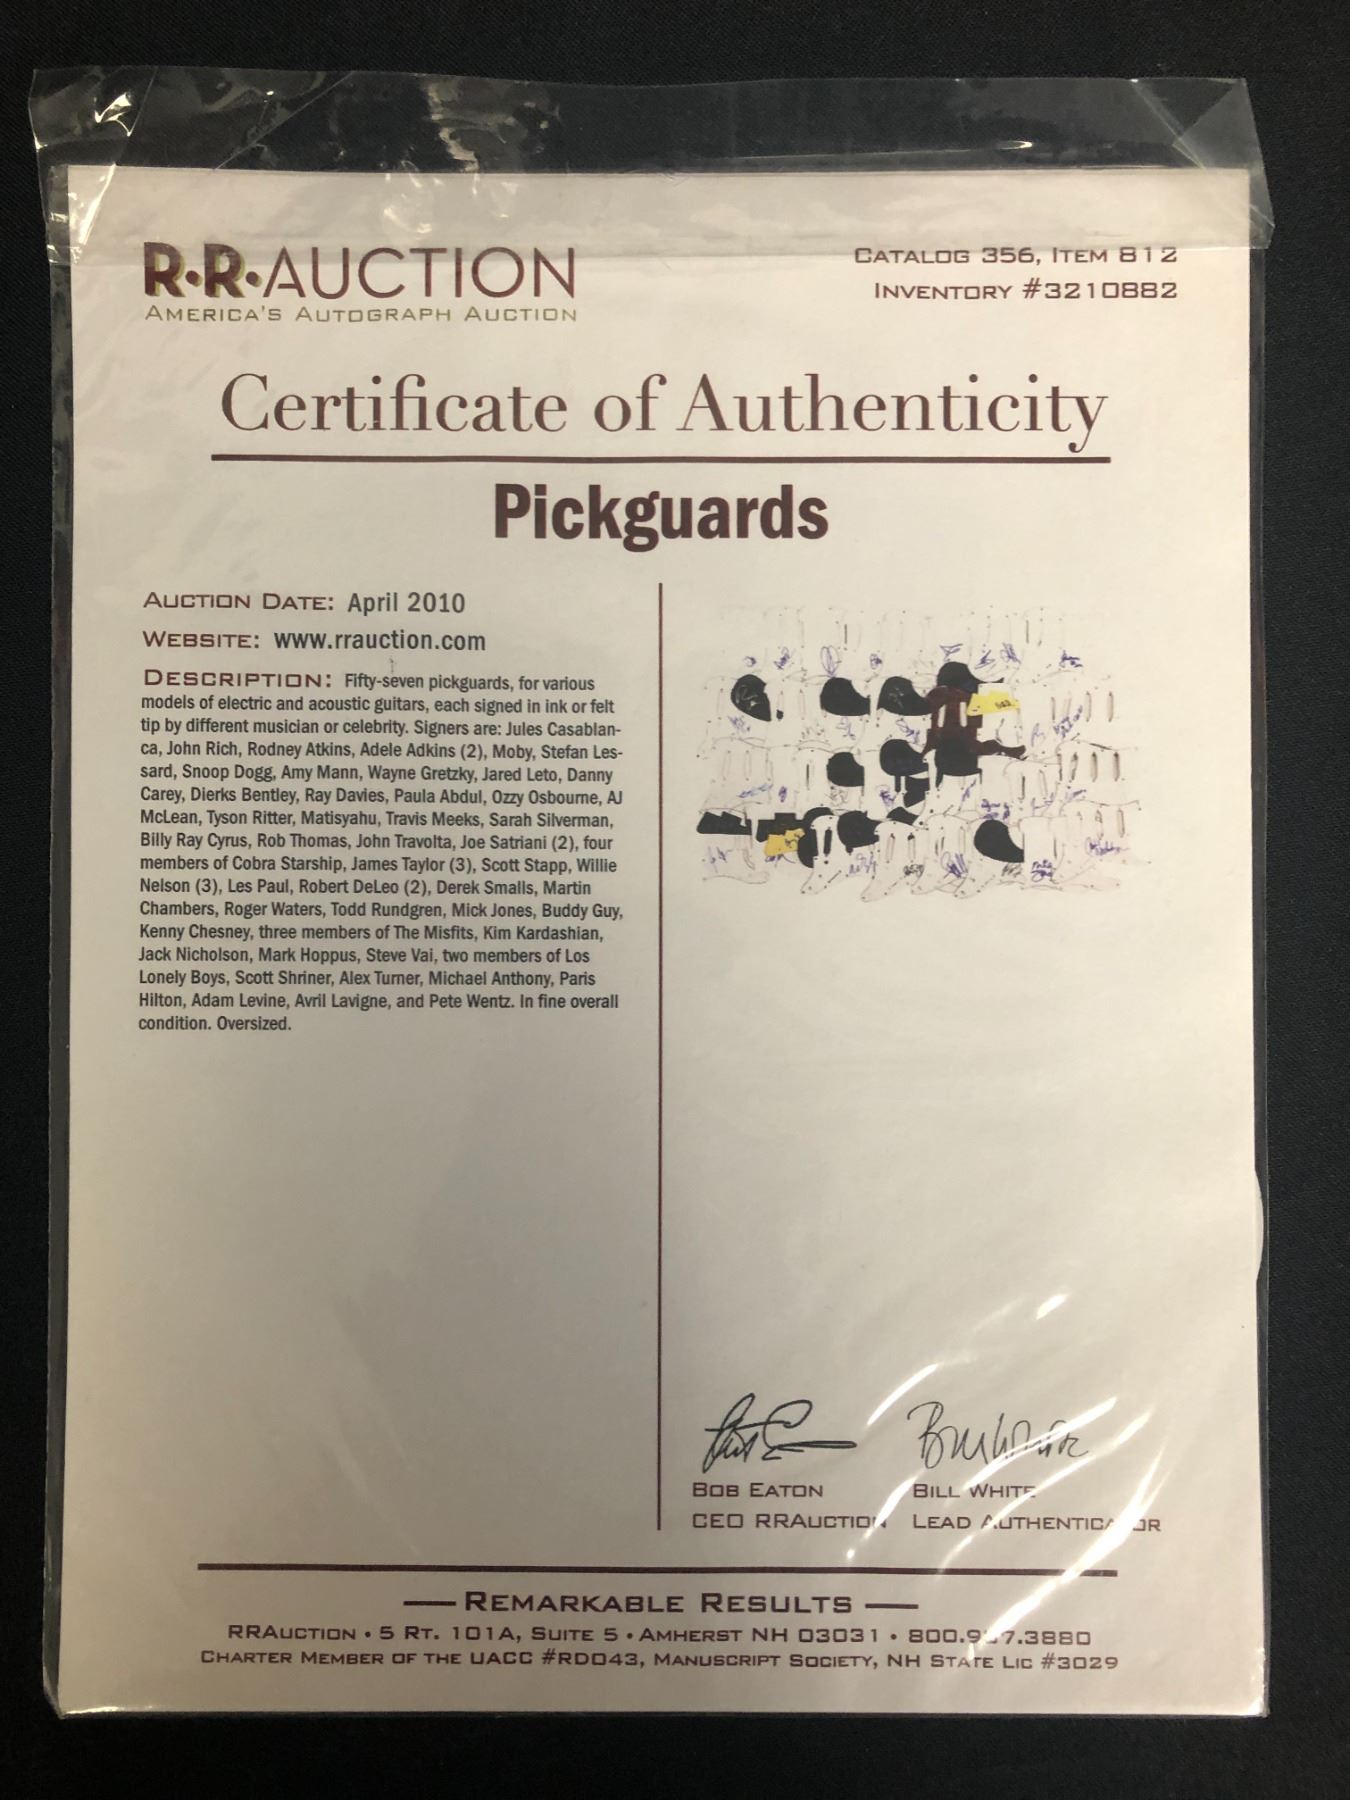 R·R·AUCTION
AMERICA'S AUTOGRAPH AUCTION
CATALOG 356, ITEM 812
INVENTORY #3210882
Certificate of Authenticity
Pickguards
AUCTION DATE: April 2010
WEBSITE: www.rrauction.com
DESCRIPTION: Fifty-seven pickguards, for various
models of electric and acoustic guitars, each signed in ink or felt
tip by different musician or celebrity. Signers are: Jules Casablan-
ca, John Rich, Rodney Atkins, Adele Adkins (2), Moby, Stefan Les-
sard, Snoop Dogg, Amy Mann, Wayne Gretzky, Jared Leto, Danny
Carey, Dierks Bentley, Ray Davies, Paula Abdul, Ozzy Osbourne, AJ
McLean, Tyson Ritter, Matisyahu, Travis Meeks, Sarah Silverman,
Billy Ray Cyrus, Rob Thomas, John Travolta, Joe Satriani (2), four
members of Cobra Starship, James Taylor (3), Scott Stapp, Willie
Nelson (3), Les Paul, Robert DeLeo (2), Derek Smalls, Martin
Chambers, Roger Waters, Todd Rundgren, Mick Jones, Buddy Guy,
Kenny Chesney, three members of The Misfits, Kim Kardashian,
Jack Nicholson, Mark Hoppus, Steve Vai, two members of Los
Lonely Boys, Scott Shriner, Alex Turner, Michael Anthony, Paris
Hilton, Adam Levine, Avril Lavigne, and Pete Wentz. In fine overall
condition. Oversized.
Bill White
BOB EATON
BILL WHITE
CEO RRAUCTION
LEAD AUTHENTICATOR
REMARKABLE RESULTS
RRAUCTION • 5 RT. 101A, SUITE 5 • AMHERST NH 03031 •
CHARTER MEMBER OF THE UACC #RD043, MANUSCRIPT SOCIETY, NH STATE LIC #3029